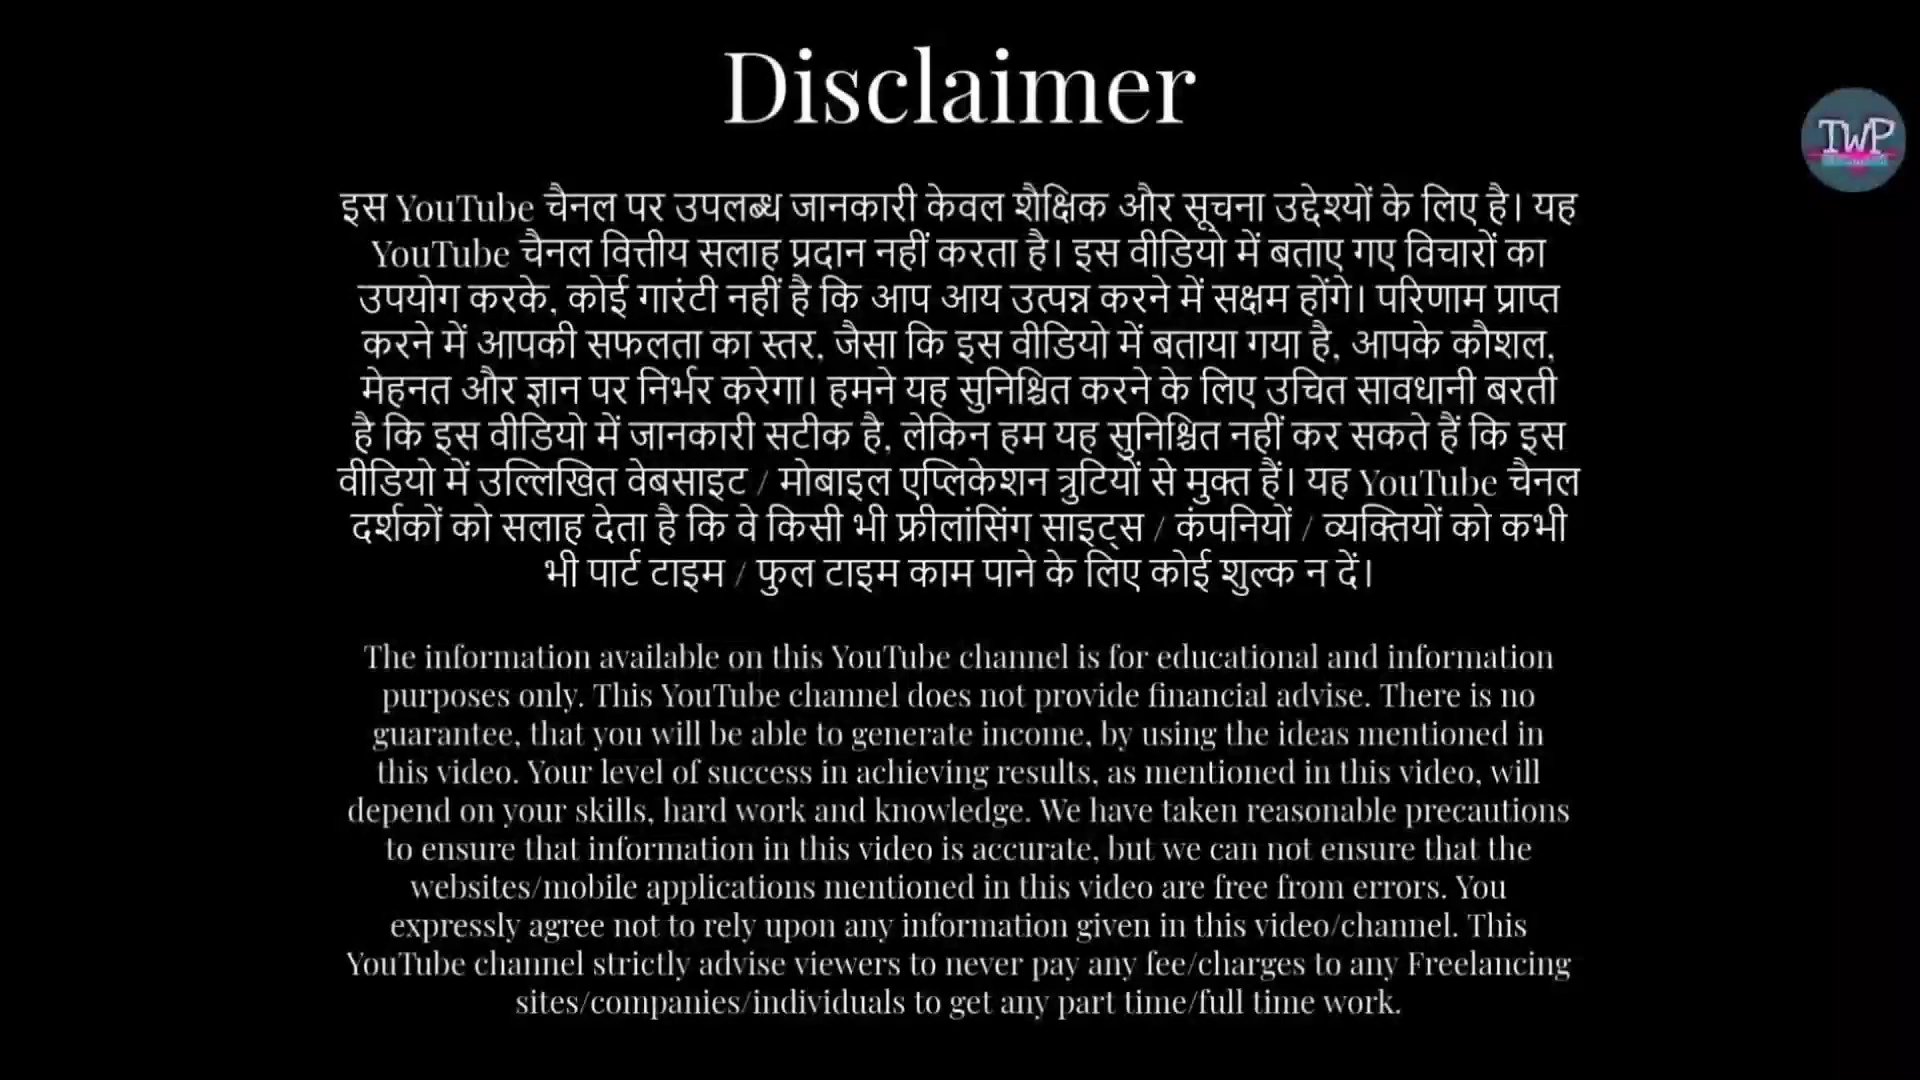 Disclaimer
TWP
इस YouTube चैनल पर उपलब्ध जानकारी केवल शैक्षिक और सूचना उद्देश्यों के लिए है। यह
YouTube चैनल वित्तीय सलाह प्रदान नहीं करता है। इस वीडियो में बताए गए विचारों का
उपयोग करके, कोई गारंटी नहीं है कि आप आय उत्पन्न करने में सक्षम होंगे। परिणाम प्राप्त
करने में आपकी सफलता का स्तर, जैसा कि इस वीडियो में बताया गया है, आपके कौशल,
मेहनत और ज्ञान पर निर्भर करेगा। हमने यह सुनिश्चित करने के लिए उचित सावधानी बरती
है कि इस वीडियो में जानकारी सटीक है, लेकिन हम यह सुनिश्चित नहीं कर सकते हैं कि इस
वीडियो में उल्लिखित वेबसाइट / मोबाइल एप्लिकेशन त्रुटियों से मुक्त हैं। यह YouTube चैनल
दर्शकों को सलाह देता है कि वे किसी भी फ्रीलांसिंग साइट्स / कंपनियों / व्यक्तियों को कभी
भी पार्ट टाइम / फुल टाइम काम पाने के लिए कोई शुल्क न दें।
The information available on this YouTube channel is for educational and information
purposes only. This YouTube channel does not provide financial advise. There is no
guarantee, that you will be able to generate income, by using the ideas mentioned in
this video. Your level of success in achieving results, as mentioned in this video, will
depend on your skills, hard work and knowledge. We have taken reasonable precautions
to ensure that information in this video is accurate, but we can not ensure that the
websites/mobile applications mentioned in this video are free from errors. You
expressly agree not to rely upon any information given in this video/channel. This
YouTube channel strictly advise viewers to never pay any fee/charges to any Freelancing
sites/companies/individuals to get any part time/full time work.